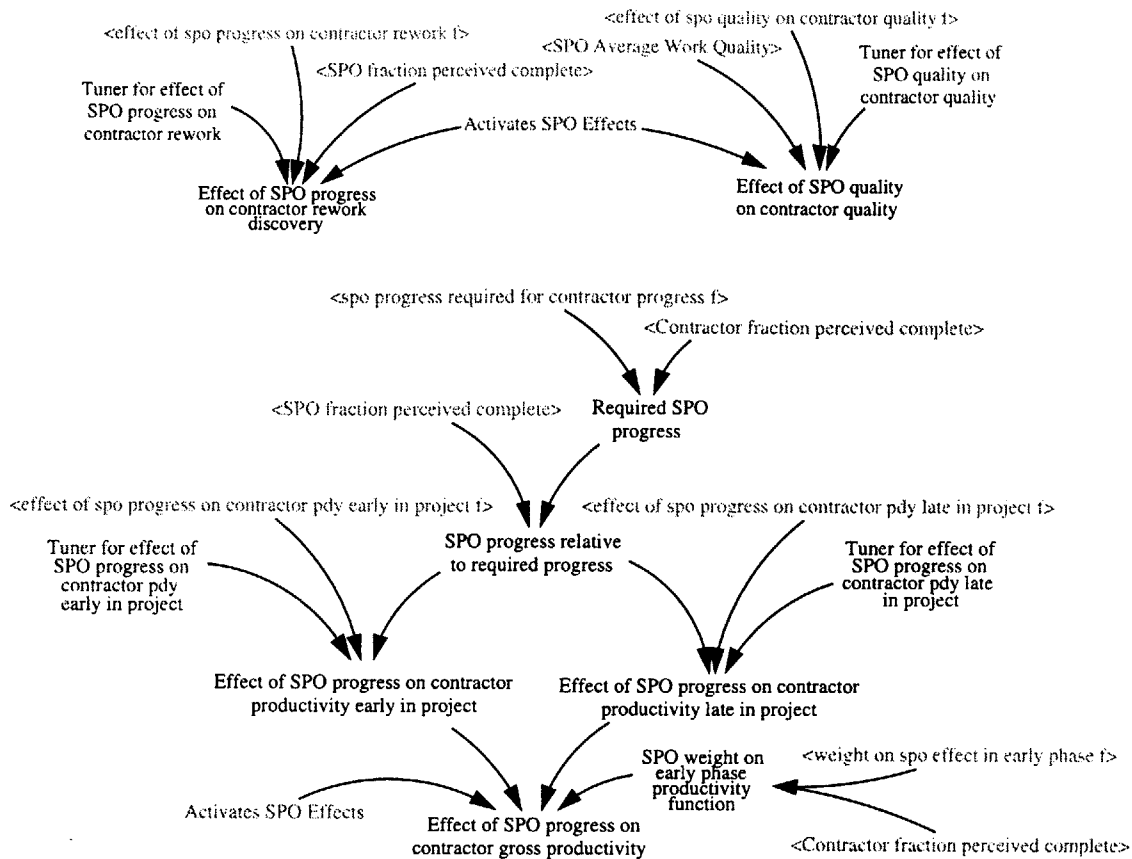 <effect of spo quality on contractor quality f>
<effect of spo progress on contractor rework f>
<SPO Average Work Quality>
<SPO fraction perceived complete>
Tuner for effect of
SPO quality on
contractor quality
Tuner for effect of
SPO progress on
contractor rework
Activates SPO Effects
Effect of SPO progress
on contractor rework
discovery
Effect of SPO quality
on contractor quality
<spo progress required for contractor progress f>
<Contractor fraction perceived complete>
<SPO fraction perceived complete>
Required SPO
progress
<effect of spo progress on contractor pdy early in project f>
<effect of spo progress on contractor pdy late in project f>
Tuner for effect of
SPO progress on
contractor pdy
early in project
SPO progress relative
to required progress
Tuner for effect of
SPO progress on
contractor pdy late
in project
Effect of SPO progress on contractor
productivity early in project
Effect of SPO progress on contractor
productivity late in project
SPO weight on
early phase
productivity
function
<weight on spo effect in early phase f>
Activates SPO Effects
Effect of SPO progress on
contractor gross productivity
<Contractor fraction perceived complete>